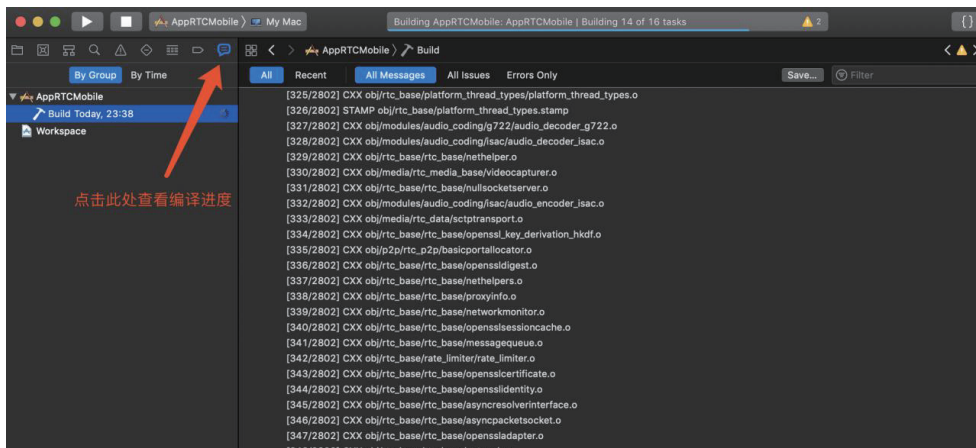 AppRTCMobile 〉 My Mac
Building AppRTCMobile: AppRTCMobile | Building 14 of 16 tasks
2
AppRTCMobile 〉 Build
By Group By Time
All Recent All Messages All Issues Errors Only Save... Filter
AppRTCMobile
Build Today, 23:38
Workspace
点击此处查看编译进度
[325/2802] CXX obj/rtc_base/platform_thread_types/platform_thread_types.o
[326/2802] STAMP obj/rtc_base/platform_thread_types.stamp
[327/2802] CXX obj/modules/audio_coding/g722/audio_decoder_g722.o
[328/2802] CXX obj/modules/audio_coding/isac/audio_decoder_isac.o
[329/2802] CXX obj/rtc_base/rtc_base/nethelper.o
[330/2802] CXX obj/media/rtc_media_base/videocapturer.o
[331/2802] CXX obj/rtc_base/rtc_base/nullsocketserver.o
[332/2802] CXX obj/modules/audio_coding/isac/audio_encoder_isac.o
[333/2802] CXX obj/media/rtc_data/sctptransport.o
[334/2802] CXX obj/rtc_base/rtc_base/openssl_key_derivation_hkdf.o
[335/2802] CXX obj/p2p/rtc_p2p/basicportallocator.o
[336/2802] CXX obj/rtc_base/rtc_base/openssldigest.o
[337/2802] CXX obj/rtc_base/rtc_base/nethelpers.o
[338/2802] CXX obj/rtc_base/rtc_base/proxyinfo.o
[339/2802] CXX obj/rtc_base/rtc_base/networkmonitor.o
[340/2802] CXX obj/rtc_base/rtc_base/opensslsessioncache.o
[341/2802] CXX obj/rtc_base/rtc_base/messagequeue.o
[342/2802] CXX obj/rtc_base/rate_limiter/rate_limiter.o
[343/2802] CXX obj/rtc_base/rtc_base/opensslcertificate.o
[344/2802] CXX obj/rtc_base/rtc_base/opensslidentity.o
[345/2802] CXX obj/rtc_base/rtc_base/asyncresolverinterface.o
[346/2802] CXX obj/rtc_base/rtc_base/asyncpacketsocket.o
[347/2802] CXX obj/rtc_base/rtc_base/openssladapter.o